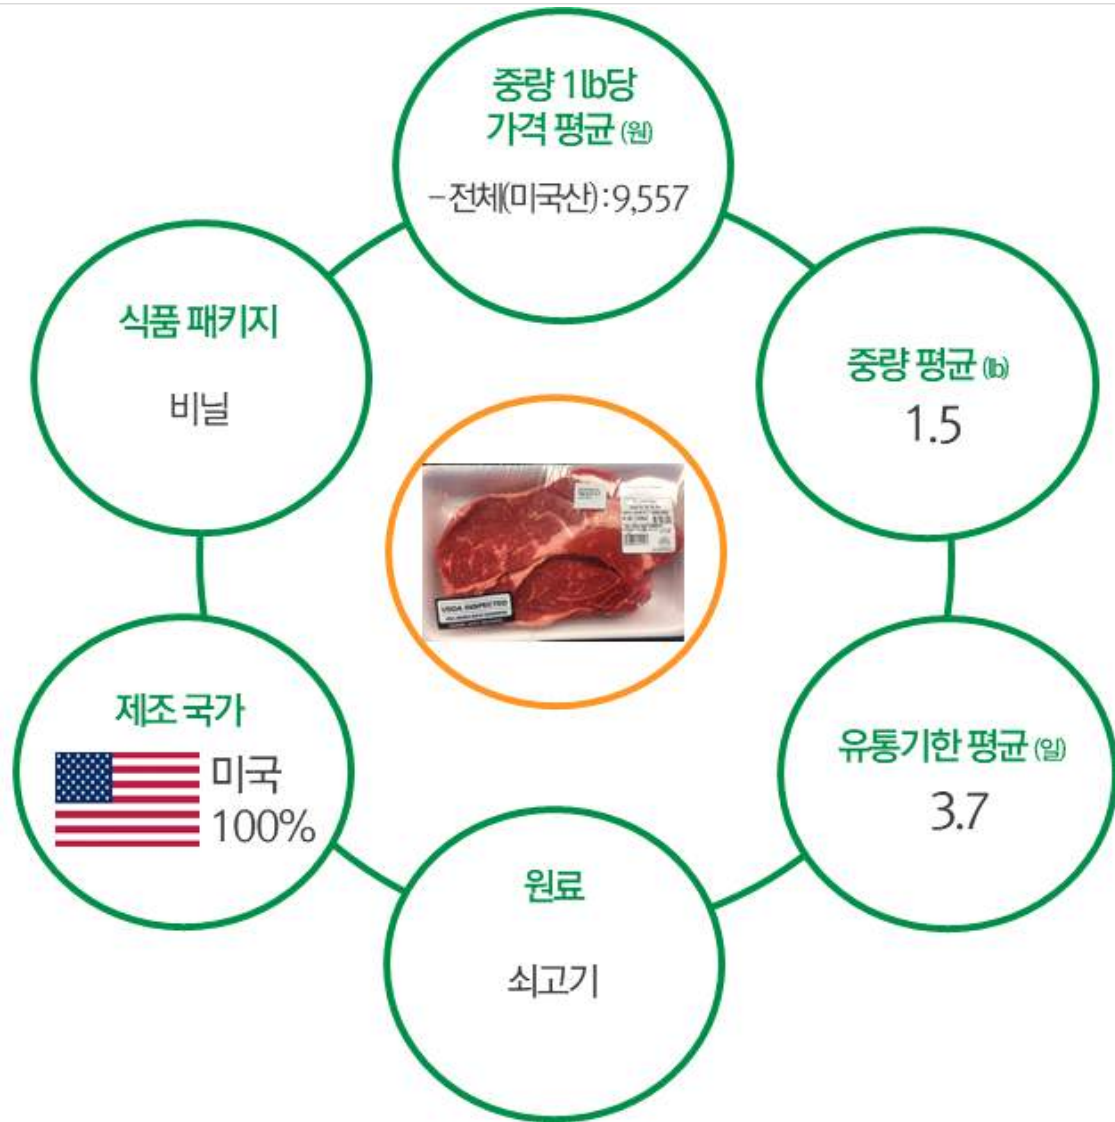 중량 1lb당
가격 평균 (원)
- 전체(미국산) : 9,557
식품 패키지
비닐
중량 평균 (lb)
1.5
USDA INSPECTED
제조 국가
미국
100%
유통기한 평균 (일)
3.7
원료
쇠고기